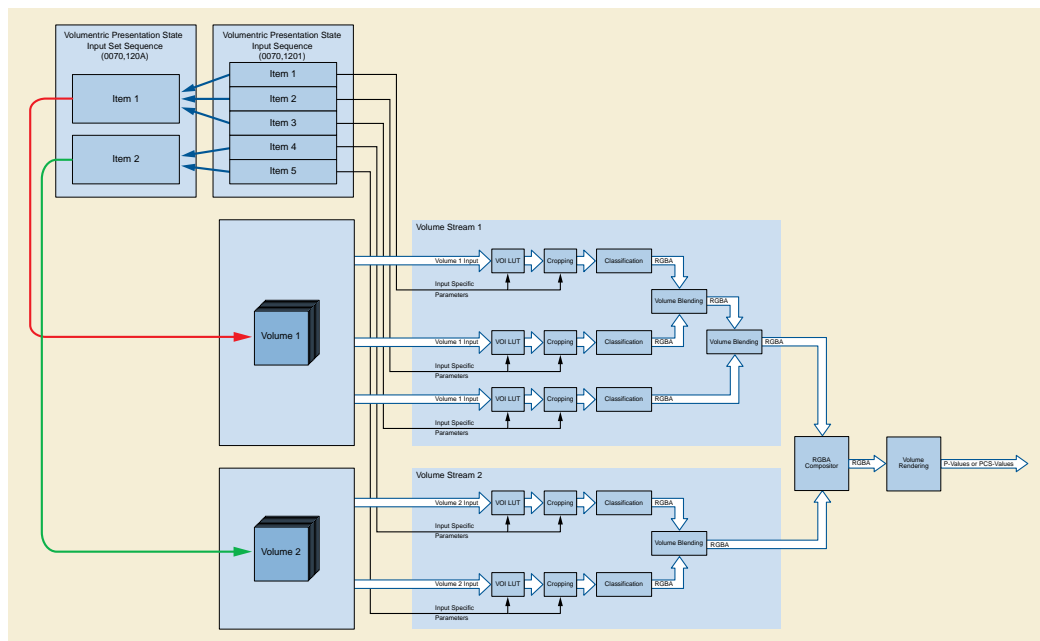 Volumentric Presentation State
Input Set Sequence
(0070,120A)
Item 1
Item 2
Volumentric Presentation State
Input Sequence
(0070,1201)
Item 1
Item 2
Item 3
Item 4
Item 5
Volume 1
Volume Stream 1
Volume 1 Input
VOI LUT
Cropping
Classification
RGBA
Input Specific
Parameters
Volume Blending
RGBA
Volume 1 Input
VOI LUT
Cropping
Classification
RGBA
Input Specific
Parameters
Volume Blending
RGBA
Volume 1 Input
VOI LUT
Cropping
Classification
RGBA
Input Specific
Parameters
Volume 2
Volume Stream 2
Volume 2 Input
VOI LUT
Cropping
Classification
RGBA
Input Specific
Parameters
Volume Blending
RGBA
Volume 2 Input
VOI LUT
Cropping
Classification
RGBA
Input Specific
Parameters
RGBA
Compositor
RGBA
Volume
Rendering
P-Values or PCS-Values